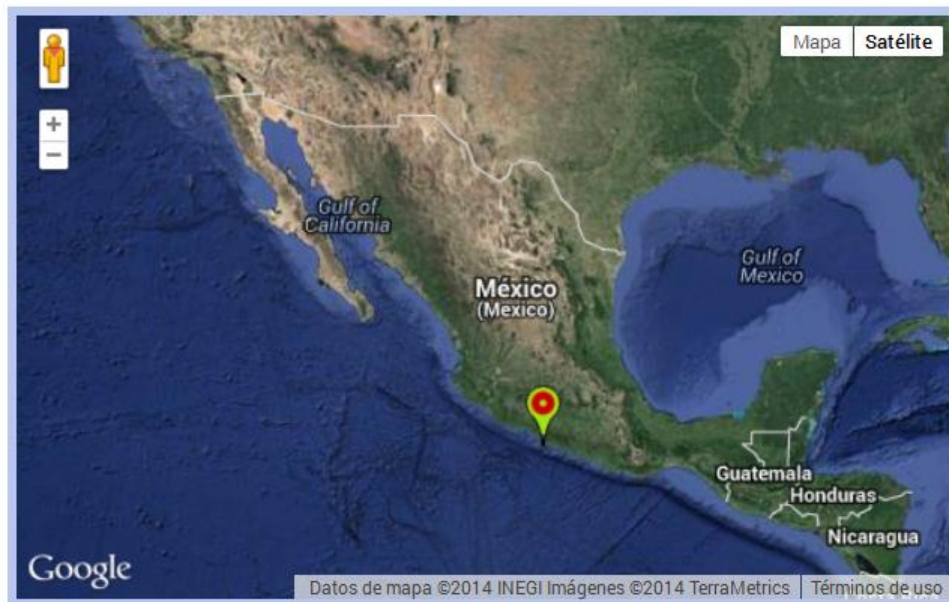 Mapa
Satélite
+
−
Gulf of
California
Gulf of
Mexico
México
(Mexico)
Guatemala
Honduras
Nicaragua
Google
Datos de mapa ©2014 INEGI Imágenes ©2014 TerraMetrics
Términos de uso